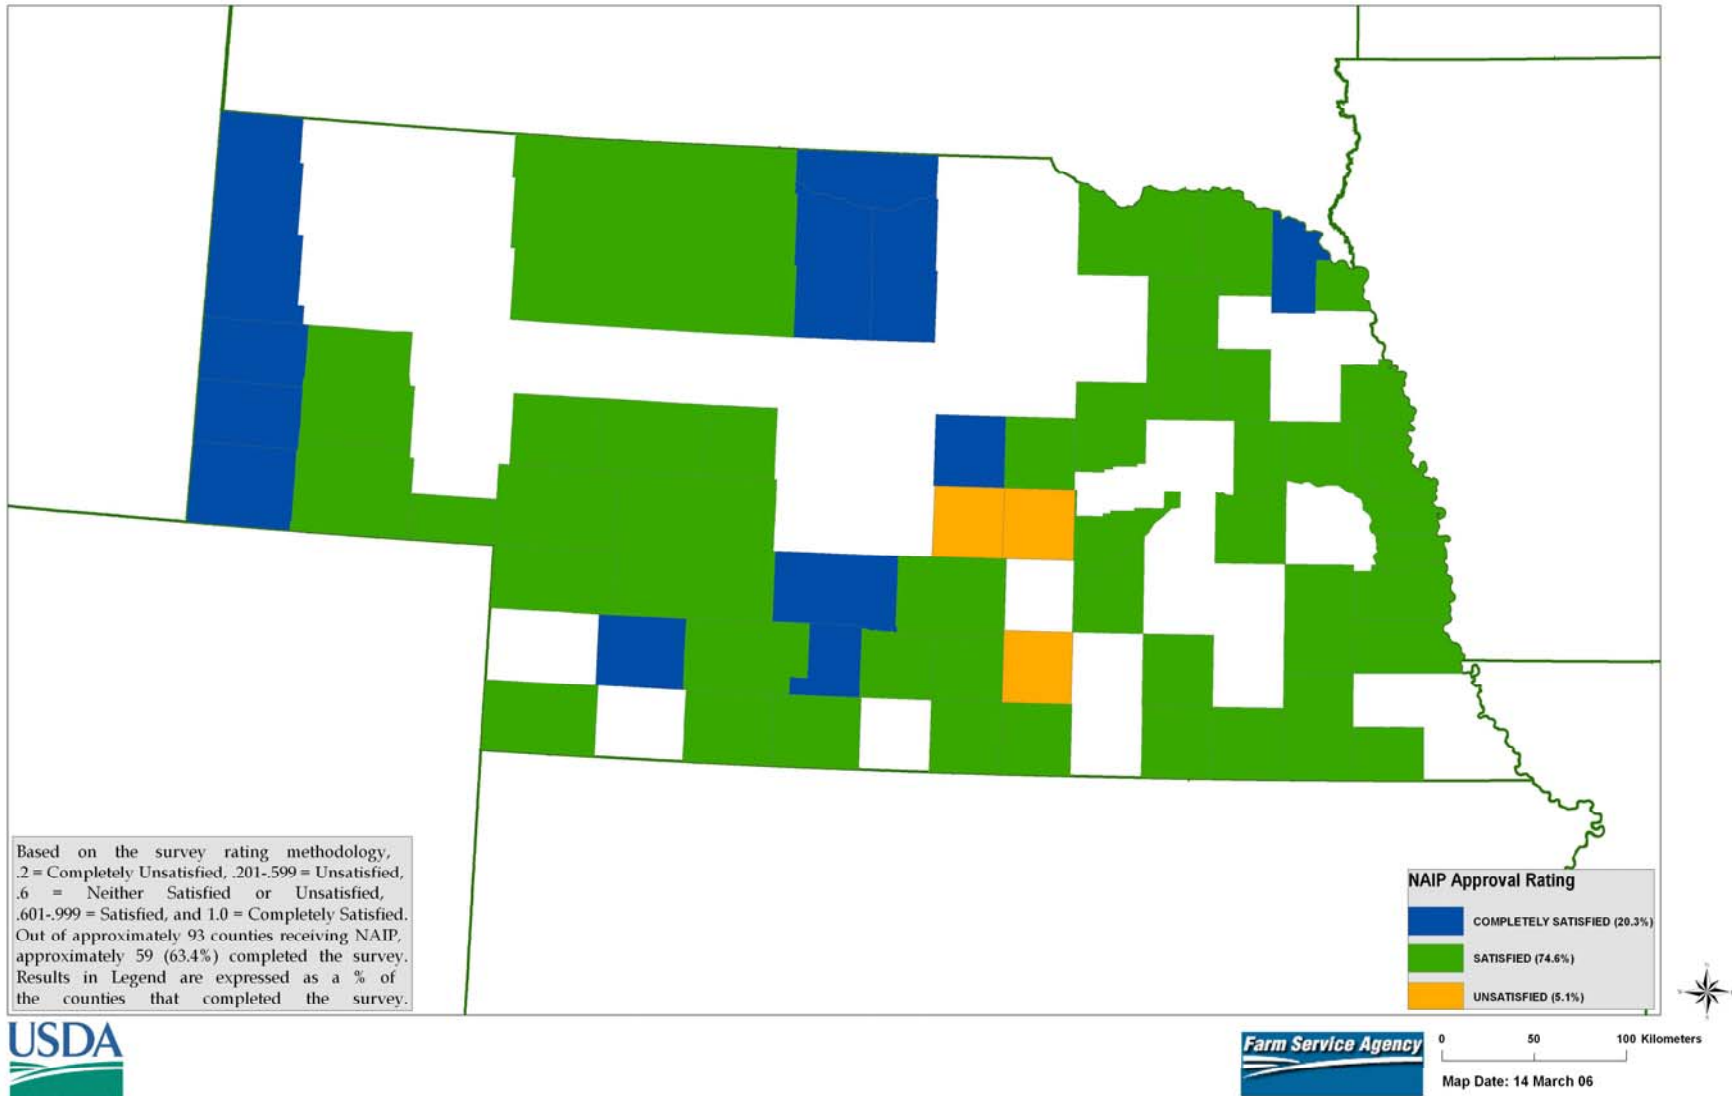 Based on the survey rating methodology,
.2 = Completely Unsatisfied, .201-.599 = Unsatisfied,
.6 = Neither Satisfied or Unsatisfied,
.601-.999 = Satisfied, and 1.0 = Completely Satisfied.
Out of approximately 93 counties receiving NAIP,
approximately 59 (63.4%) completed the survey.
Results in Legend are expressed as a % of
the counties that completed the survey.
NAIP Approval Rating
COMPLETELY SATISFIED (20.3%)
SATISFIED (74.6%)
UNSATISFIED (5.1%)
USDA
Farm Service Agency
0 50 100 Kilometers
Map Date: 14 March 06